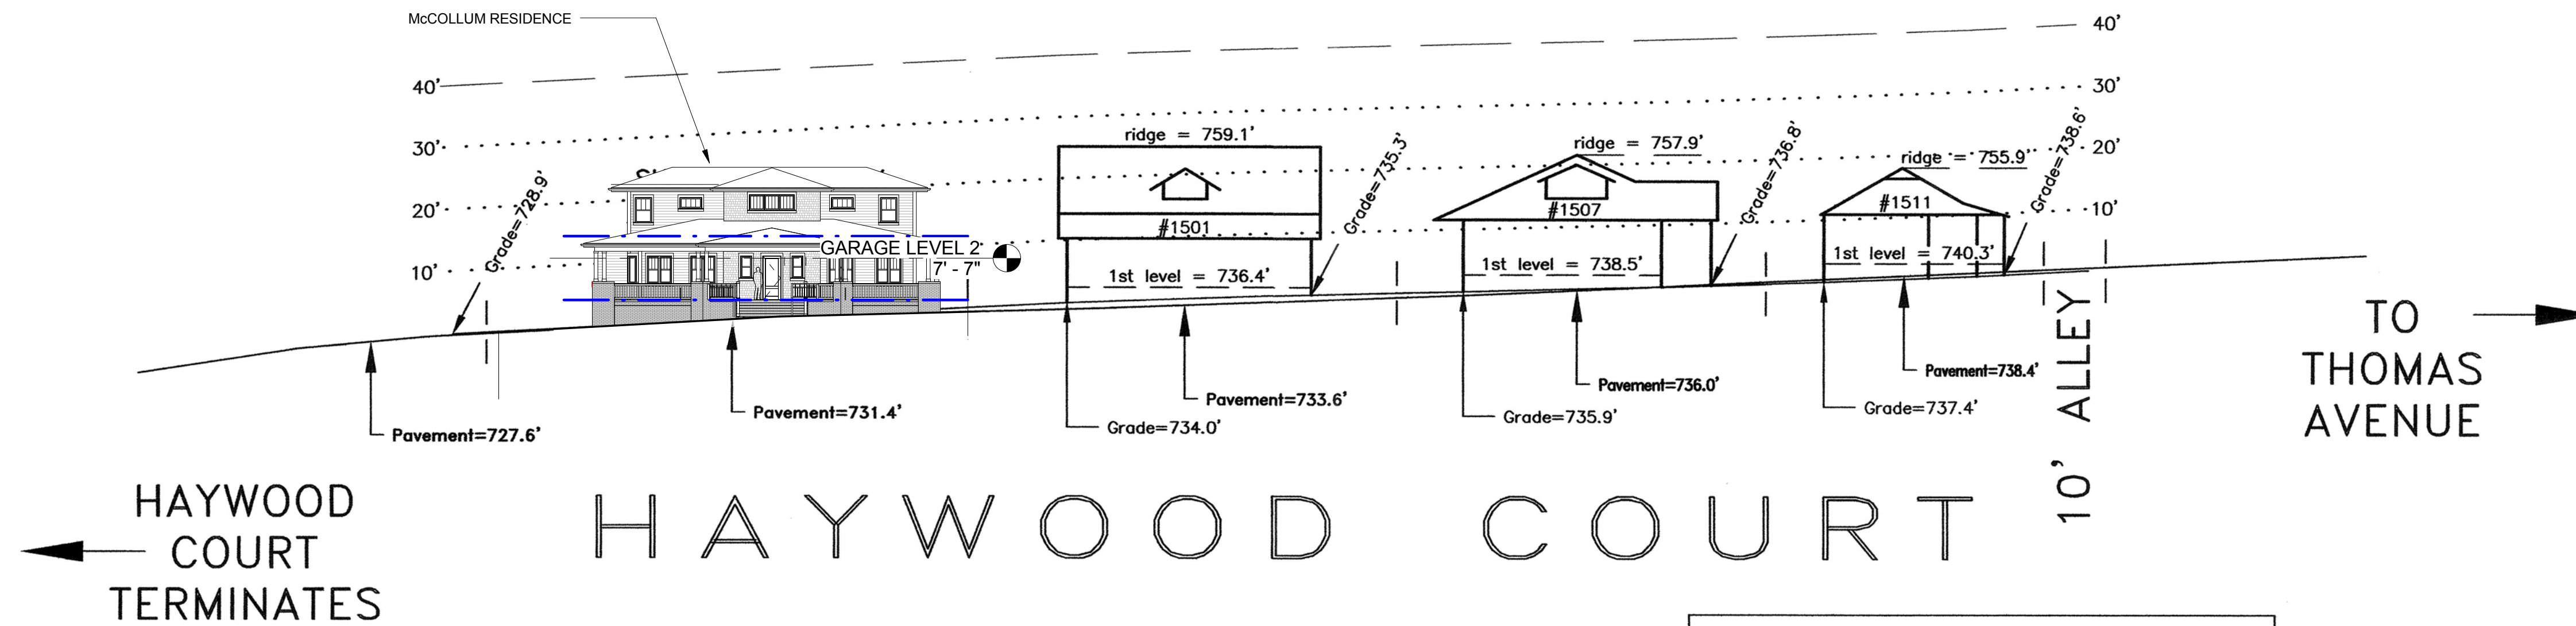 McCOLLUM RESIDENCE
40'
40'
30'
30'
ridge = 759.1'
ridge = 757.9'
20'
ridge = 755.9'
Grade=728.9'
Grade=735.3'
Grade=736.8'
Grade=738.6'
20'
10'
#1501
#1507
#1511
GARAGE LEVEL 2
7' - 7"
10'
1st level = 736.4'
1st level = 738.5'
1st level = 740.3'
Pavement=727.6'
Pavement=731.4'
Grade=734.0'
Pavement=733.6'
Grade=735.9'
Pavement=736.0'
Grade=737.4'
Pavement=738.4'
10' ALLEY
TO
THOMAS
AVENUE
HAYWOOD
COURT
TERMINATES
HAYWOOD COURT